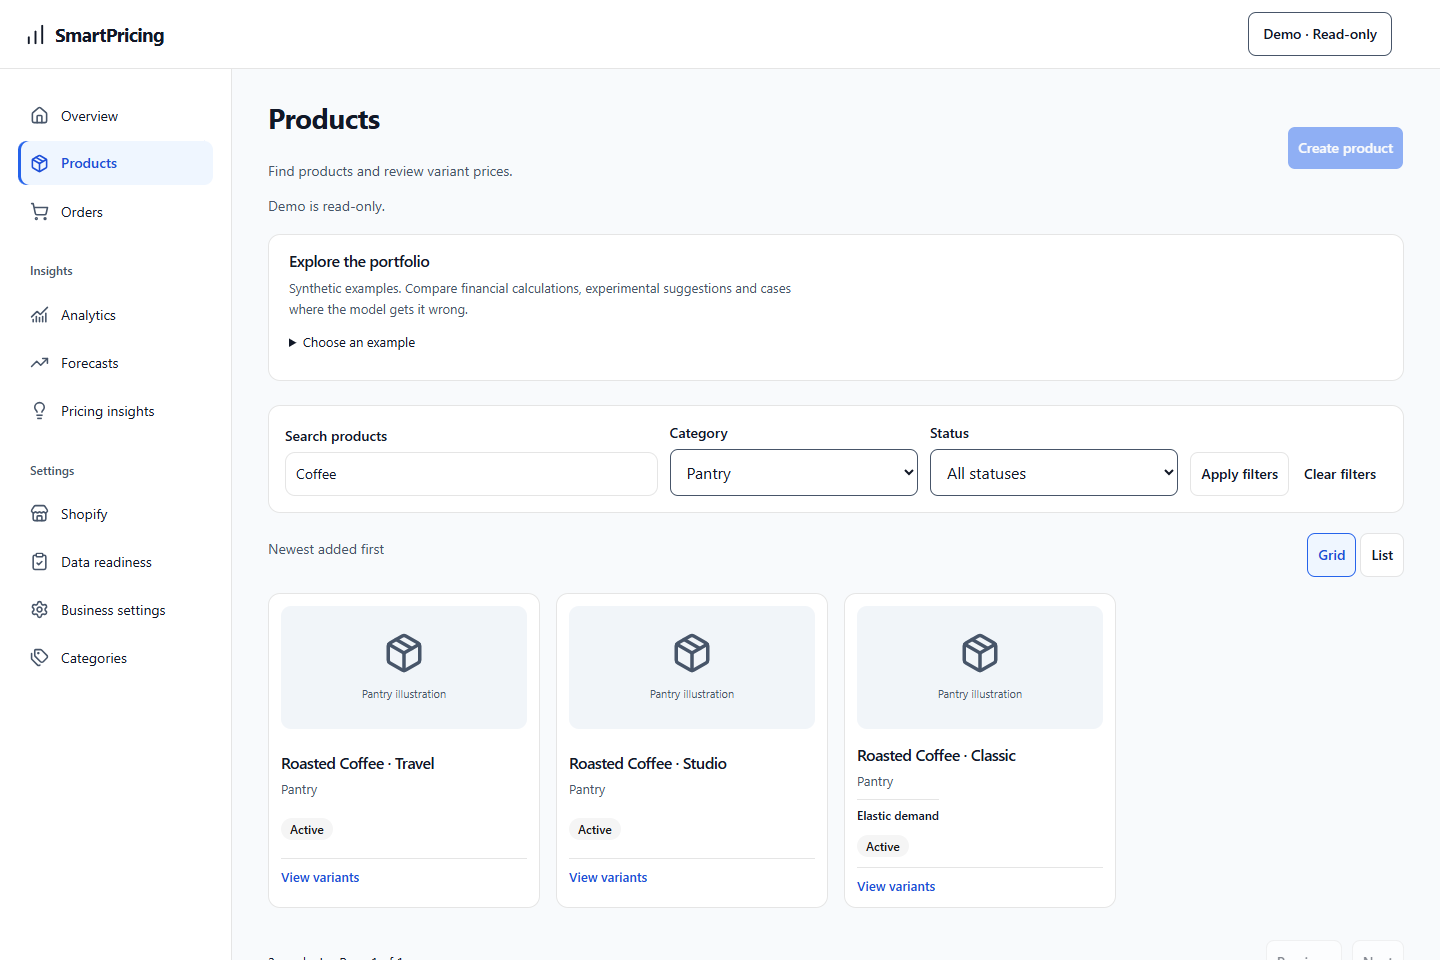 SmartPricing
Demo · Read-only
Overview
Products
Orders
Insights
Analytics
Forecasts
Pricing insights
Settings
Shopify
Data readiness
Business settings
Categories
Products
Create product
Find products and review variant prices.
Demo is read-only.
Explore the portfolio
Synthetic examples. Compare financial calculations, experimental suggestions and cases
where the model gets it wrong.
Choose an example
Search products
Category
Status
Coffee
Pantry
All statuses
Apply filters
Clear filters
Newest added first
Grid
List
Pantry illustration
Roasted Coffee · Travel
Pantry
Active
View variants
Pantry illustration
Roasted Coffee · Studio
Pantry
Active
View variants
Pantry illustration
Roasted Coffee · Classic
Pantry
Elastic demand
Active
View variants